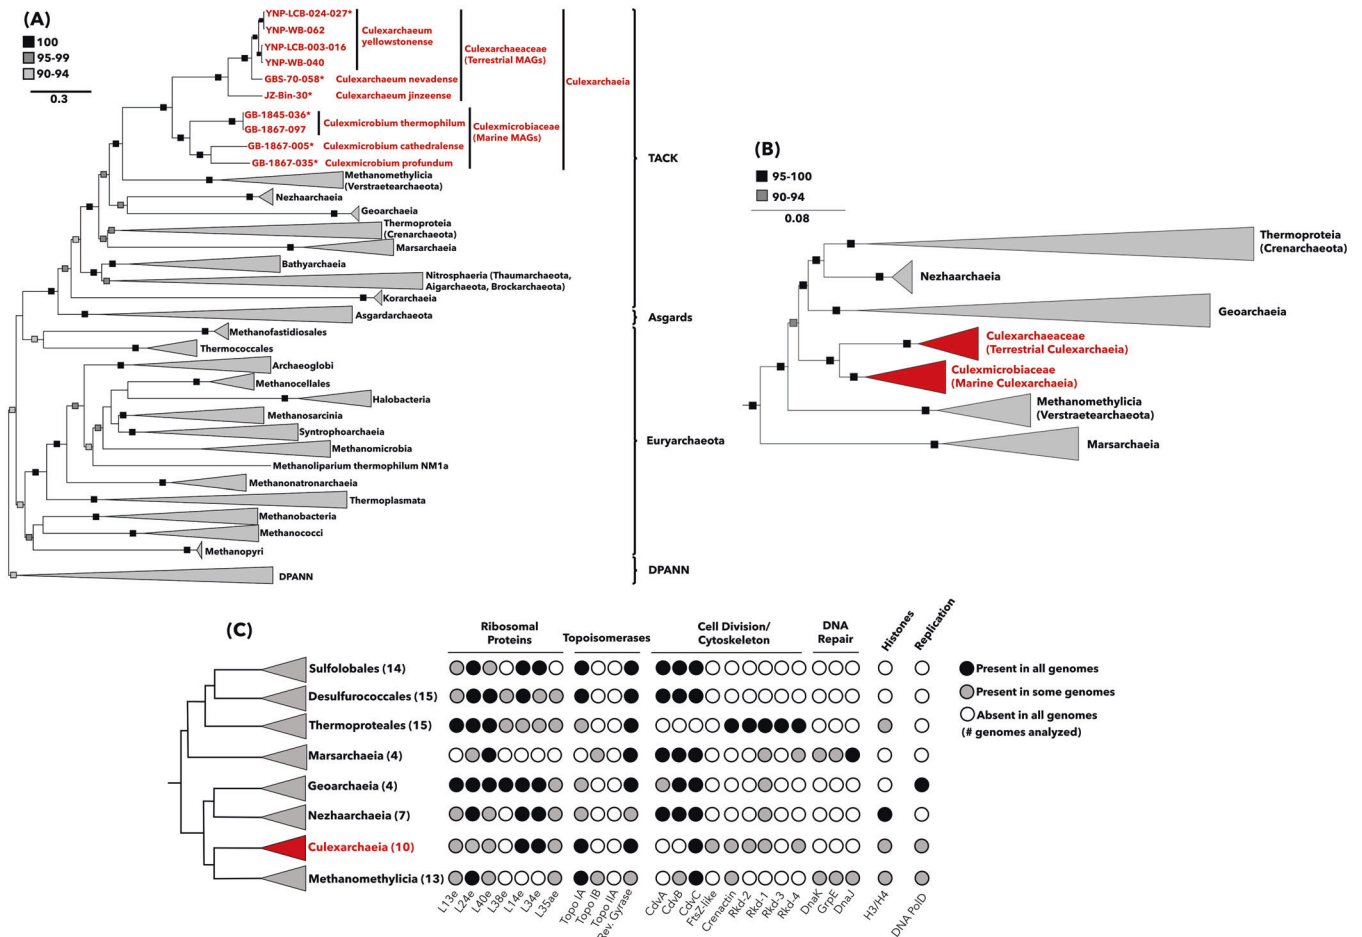 (A)
100
95-99
90-94
0.3
YNP-LCB-024-027*
YNP-WB-062
YNP-LCB-003-016
YNP-WB-040
GBS-70-058*
JZ-Bin-30*
GB-1845-036*
GB-1867-097
GB-1867-005*
GB-1867-035*
Culexarchaeum
yellowstonense
Culexarchaeum nevadense
Culexarchaeum jinzeense
Culexmicrobium thermophilum
Culexmicrobium cathedralense
Culexmicrobium profundum
Culexarchaeaceae
(Terrestrial MAGs)
Culexmicrobiaceae
(Marine MAGs)
Culexarchaeia
Methanomethylicia
(Verstraetearchaeota)
Nezhaarchaeia
Geoarchaeia
Thermoproteia
(Crenarchaeota)
Marsarchaeia
Bathyarchaeia
Nitrosphaeria (Thaumarchaeota,
Aigarchaeota, Brockarchaeota)
Korarchaeia
Asgardarchaeota
Methanofastidiosales
Thermococcales
Archaeoglobi
Methanocellales
Halobacteria
Methanosarcinia
Syntrophoarchaeia
Methanomicrobia
Methanoliparium thermophilum NM1a
Methanonatronarchaeia
Thermoplasmata
Methanobacteria
Methanococci
Methanopyri
DPANN
TACK
Asgards
Euryarchaeota
DPANN
(B)
95-100
90-94
0.08
Thermoproteia
(Crenarchaeota)
Nezhaarchaeia
Geoarchaeia
Culexarchaeaceae
(Terrestrial Culexarchaeia)
Culexmicrobiaceae
(Marine Culexarchaeia)
Methanomethylicia
(Verstraetearchaeota)
Marsarchaeia
(C)
Ribosomal
Proteins
Topoisomerases
Cell Division/
Cytoskeleton
DNA
Repair
Histones
Replication
Sulfolobales (14)
Desulfurococcales (15)
Thermoproteales (15)
Marsarchaeia (4)
Geoarchaeia (4)
Nezhaarchaeia (7)
Culexarchaeia (10)
Methanomethylicia (13)
Present in all genomes
Present in some genomes
Absent in all genomes
(# genomes analyzed)
L13e
L24e
L40e
L38e
L14e
L34e
L35ae
Topo IA
Topo IB
Topo IIA
Rev. Gyrase
CdvA
CdvB
CdvC
FtsZ-like
Crenactin
Rkd-2
Rkd-1
Rkd-3
Rkd-4
DnaK
GrpE
DnaJ
H3/H4
DNA PolD